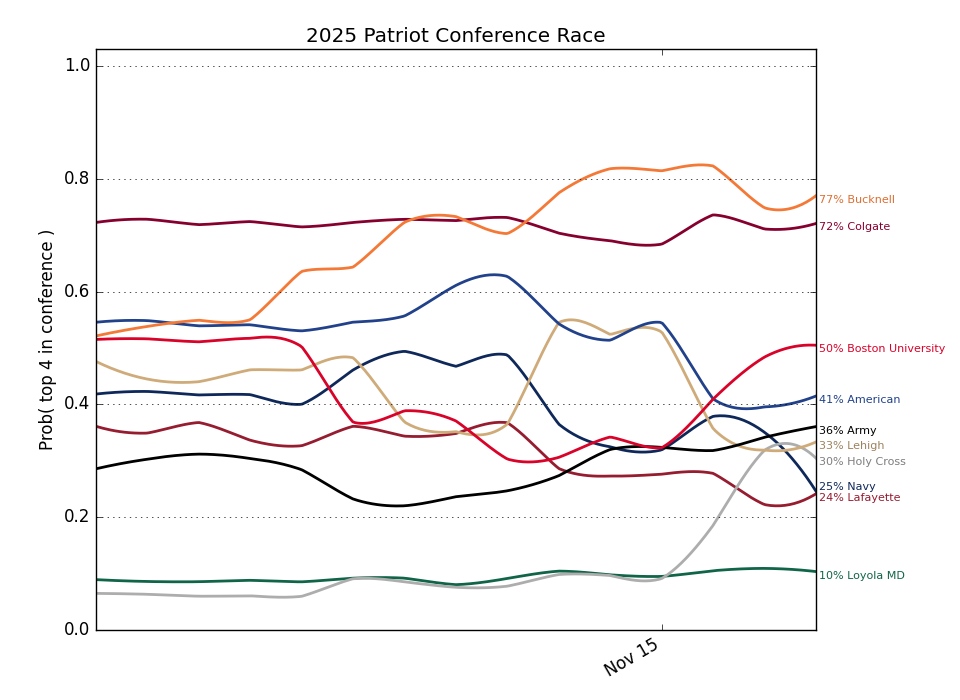 2025 Patriot Conference Race
1.0
0.8
0.6
0.4
0.2
0.0
Prob( top 4 in conference )
Nov 15
77% Bucknell
72% Colgate
50% Boston University
41% American
36% Army
33% Lehigh
30% Holy Cross
25% Navy
24% Lafayette
10% Loyola MD